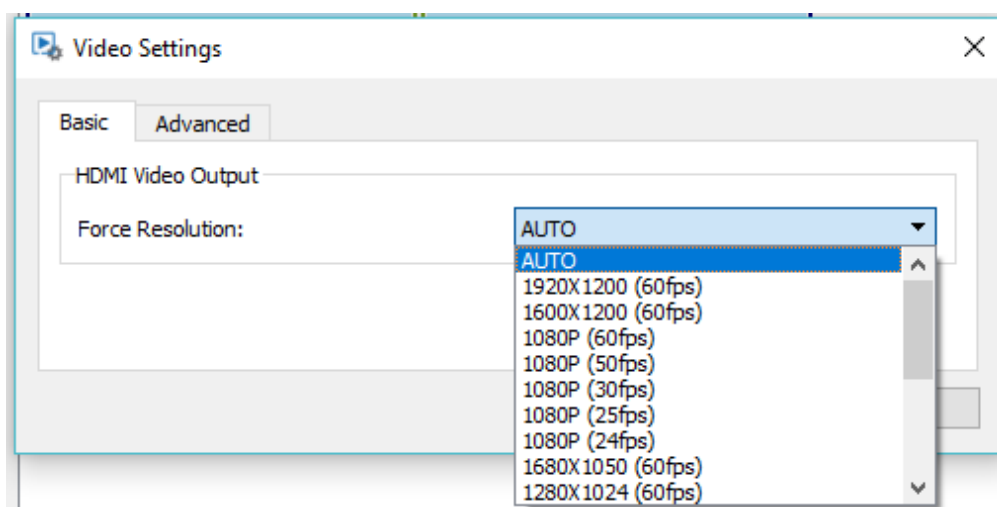 Video Settings
Basic Advanced
HDMI Video Output
Force Resolution: AUTO
AUTO
1920X1200 (60fps)
1600X1200 (60fps)
1080P (60fps)
1080P (50fps)
1080P (30fps)
1080P (25fps)
1080P (24fps)
1680X1050 (60fps)
1280X1024 (60fps)